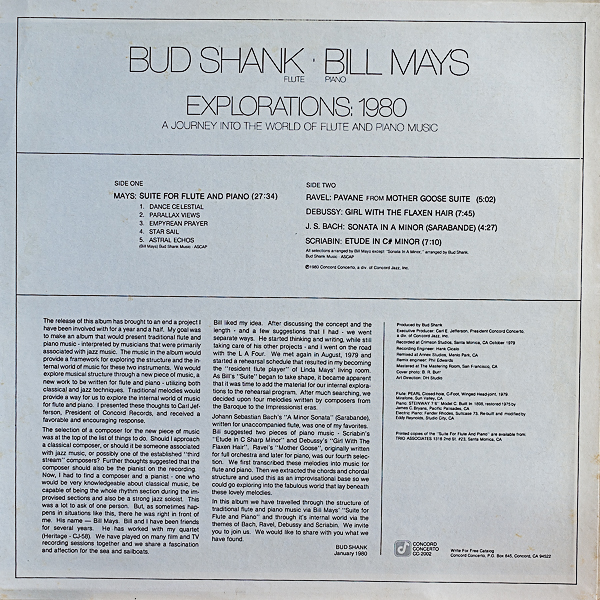 BUD SHANK · BILL MAYS
FLUTE PIANO
EXPLORATIONS: 1980
A JOURNEY INTO THE WORLD OF FLUTE AND PIANO MUSIC
SIDE ONE
MAYS: SUITE FOR FLUTE AND PIANO (27:34)
1. DANCE CELESTIAL
2. PARALLAX VIEWS
3. EMPYREAN PRAYER
4. STAR SAIL
5. ASTRAL ECHOS
(Bill Mays) Bud Shank Music - ASCAP
SIDE TWO
RAVEL: PAVANE FROM MOTHER GOOSE SUITE (5:02)
DEBUSSY: GIRL WITH THE FLAXEN HAIR (7:45)
J. S. BACH: SONATA IN A MINOR (SARABANDE) (4:27)
SCRIABIN: ETUDE IN C# MINOR (7:10)
All selections arranged by Bill Mays except "Sonata In A Minor," arranged by Bud Shank.
Bud Shank Music - ASCAP
℗1980 Concord Concerto, a div. of Concord Jazz, Inc.
The release of this album has brought to an end a project I
have been involved with for a year and a half. My goal was
to make an album that would present traditional flute and
piano music - interpreted by musicians that were primarily
associated with jazz music. The music in the album would
provide a framework for exploring the structure and the in-
ternal world of music for these two instruments. We would
explore musical structure through a new piece of music, a
new work to be written for flute and piano - utilizing both
classical and jazz techniques. Traditional melodies would
provide a way for us to explore the internal world of music
for flute and piano. I presented these thoughts to Carl Jef-
ferson, President of Concord Records, and received a
favorable and encouraging response.
The selection of a composer for the new piece of music
was at the top of the list of things to do. Should I approach
a classical composer, or should it be someone associated
with jazz music, or possibly one of the established "third
stream" composers? Further thoughts suggested that the
composer should also be the pianist on the recording.
Now, I had to find a composer and a pianist - one who
would be very knowledgeable about classical music, be
capable of being the whole rhythm section during the im-
provised sections and also be a strong jazz soloist. This
was a lot to ask of one person. But, as sometimes hap-
pens in situations like this, there he was right in front of
me. His name — Bill Mays. Bill and I have been friends
for several years. He has worked with my quartet
(Heritage - CJ-58). We have played on many film and TV
recording sessions together and we share a fascination
and affection for the sea and sailboats.
Bill liked my idea. After discussing the concept and the
length - and a few suggestions that I had - we went
separate ways. He started thinking and writing, while still
taking care of his other projects - and I went on the road
with the L.A Four. We met again in August, 1979 and
started a rehearsal schedule that resulted in my becoming
the "resident flute player" of Linda Mays' living room.
As Bill's "Suite" began to take shape, it became apparent
that it was time to add the material for our internal explora-
tions to the rehearsal program. After much searching, we
decided upon four melodies written by composers from
the Baroque to the Impressionist eras.
Johann Sebastian Bach's "A Minor Sonata" (Sarabande),
written for unaccompanied flute, was one of my favorites.
Bill suggested two pieces of piano music - Scriabin's
"Etude in C Sharp Minor" and Debussy's "Girl With The
Flaxen Hair". Ravel's "Mother Goose", originally written
for full orchestra and later for piano, was our fourth selec-
tion. We first transcribed these melodies into music for
flute and piano. Then we extracted the chords and chordal
structure and used this as an improvisational base so we
could go exploring into the fabulous world that lay beneath
these lovely melodies.
In this album we have travelled through the structure of
traditional flute and piano music via Bill Mays' "Suite for
Flute and Piano" and through it's internal world via the
themes of Bach, Ravel, Debussy and Scriabin. We invite
you to join us. We would like to share with you what we
have found.
BUD SHANK
January 1980
Produced by Bud Shank
Executive Producer: Carl E. Jefferson, President Concord Concerto,
a div. of Concord Jazz, Inc.
Recorded at Crimson Studios, Santa Monica, CA October 1979
Recording Engineer: Hank Cicalo
Remixed at Annex Studios, Menlo Park, CA
Remix engineer: Phil Edwards
Mastered at The Mastering Room, San Francisco, CA
Cover photo: B. R. Burr
Art Direction: DH Studio
Flute: PEARL Closed-hole, C-Foot, Winged Head-joint, 1979
Miratone, Sun Valley, CA
Piano: STEINWAY 7'6" Model C. Built in 1899, restored 1975 by
James G. Bryans, Pacific Palisades, CA
Electric Piano: Fender Rhodes, Suitcase 73. Re-built and modified by
Bob Reynolds, Studio City, CA
Printed copies of the "Suite For Flute And Piano" are available from:
TRIO ASSOCIATES 1318 2nd St. #23, Santa Monica, CA
CONCORD
CONCERTO
CC 2002
Write For Free Catalog
Concord Concerto, P.O. Box 845, Concord, CA 94522